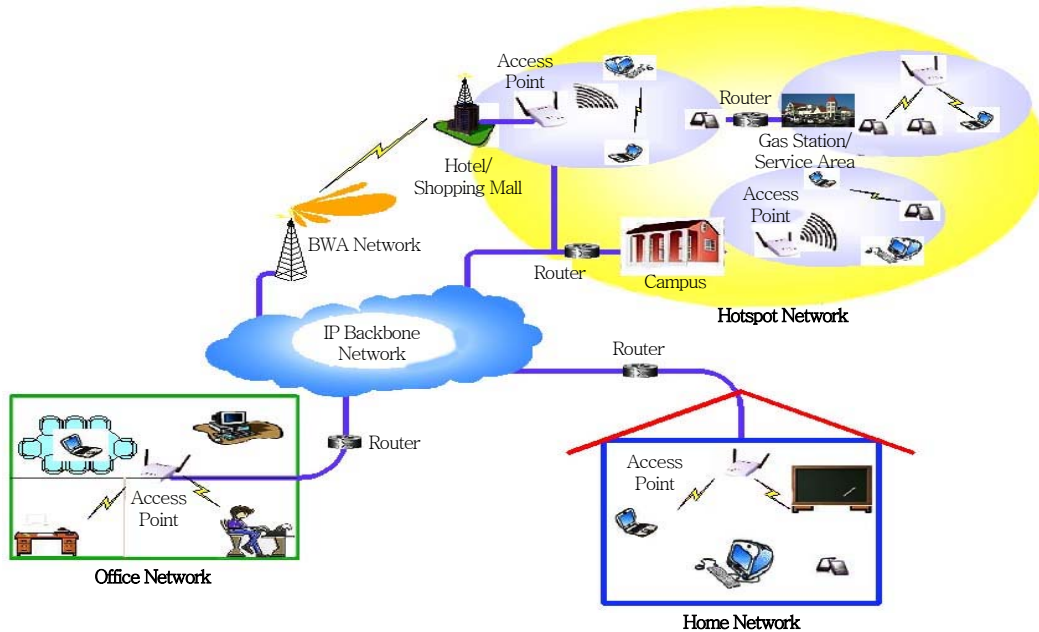 Access
Point
Router
Gas Station/
Service Area
Hotel/
Shopping Mall
Access
Point
BWA Network
Router
Campus
Hotspot Network
IP Backbone
Network
Router
Router
Access
Point
Office Network
Access
Point
Home Network